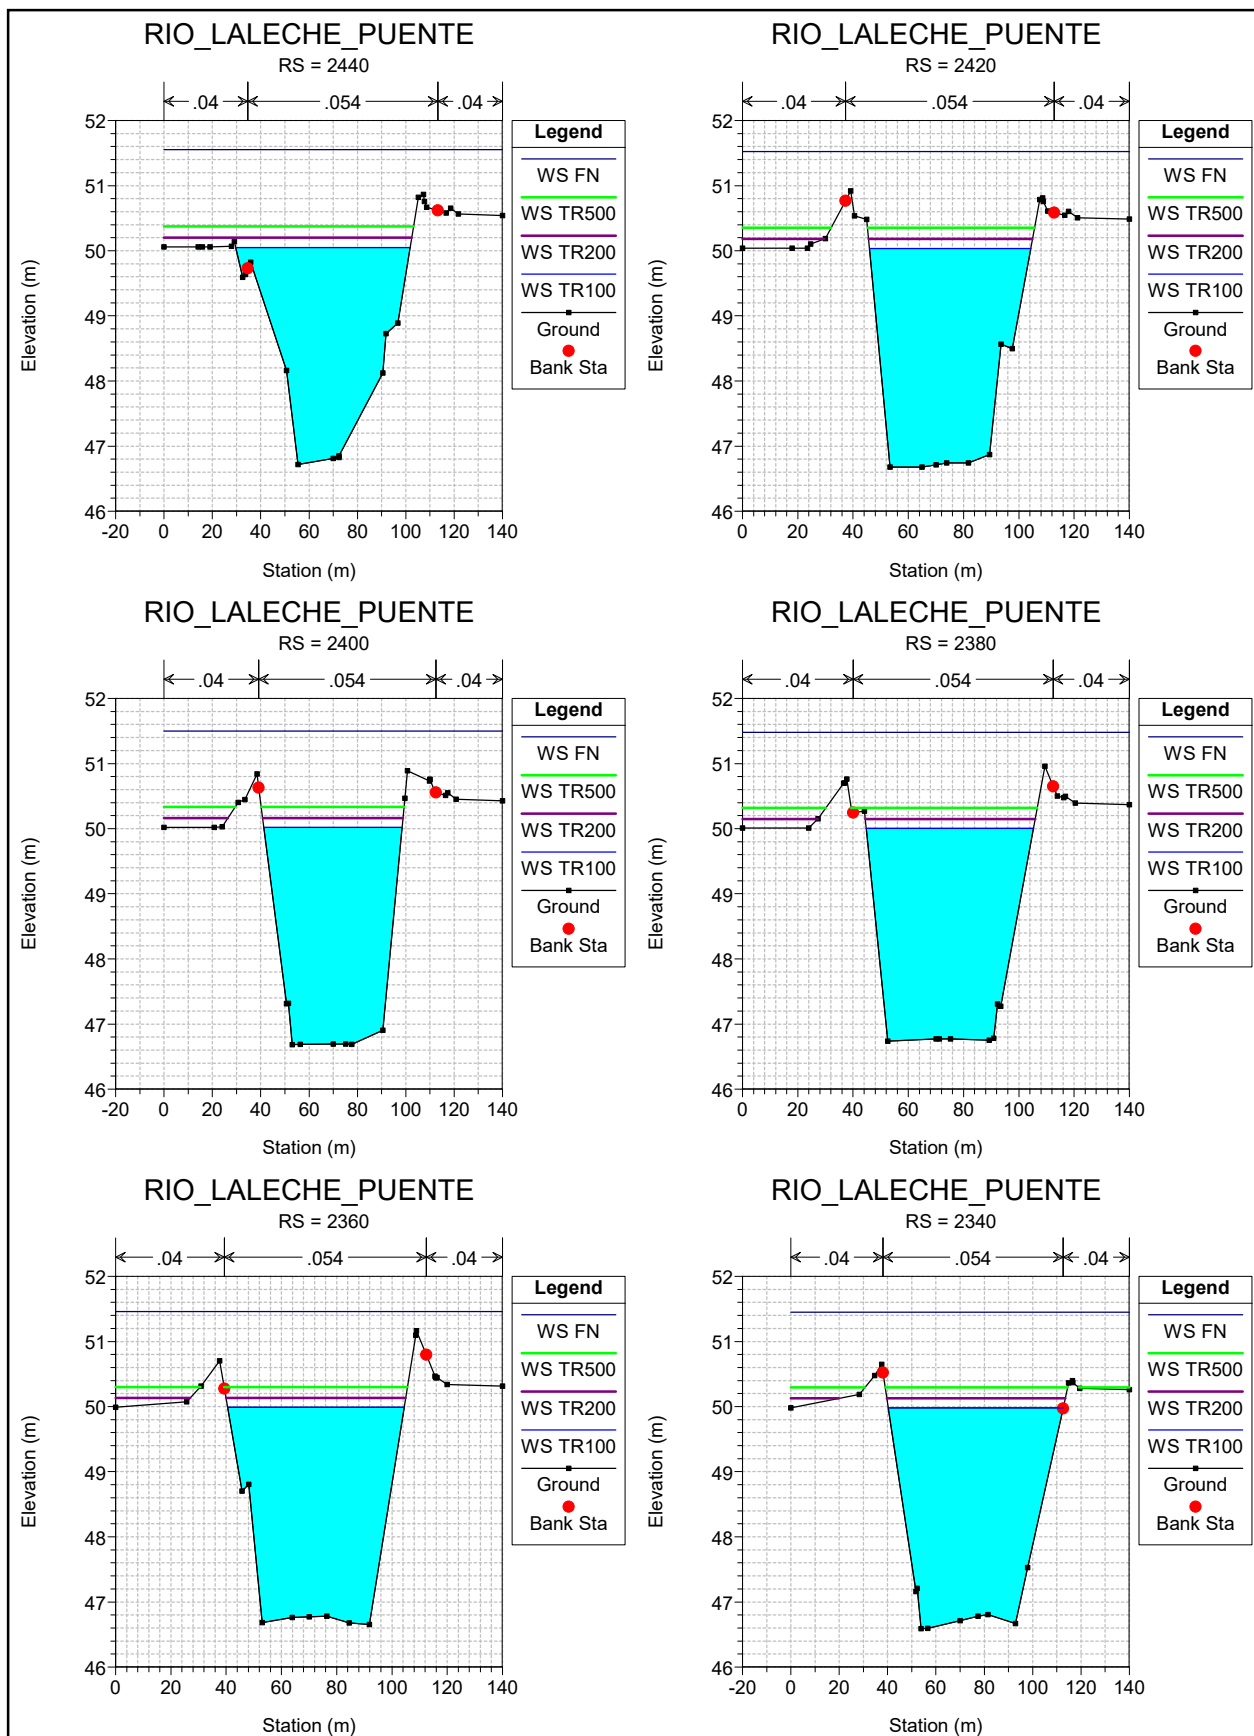 RIO_LALECHE_PUENTE
RS = 2440
.04 .054 .04
52
51
50
49
48
47
46
-20 0 20 40 60 80 100 120 140
Station (m)
Elevation (m)
Legend
WS FN
WS TR500
WS TR200
WS TR100
Ground
Bank Sta
RIO_LALECHE_PUENTE
RS = 2420
.04 .054 .04
52
51
50
49
48
47
46
0 20 40 60 80 100 120 140
Station (m)
Elevation (m)
Legend
WS FN
WS TR500
WS TR200
WS TR100
Ground
Bank Sta
RIO_LALECHE_PUENTE
RS = 2400
.04 .054 .04
52
51
50
49
48
47
46
-20 0 20 40 60 80 100 120 140
Station (m)
Elevation (m)
Legend
WS FN
WS TR500
WS TR200
WS TR100
Ground
Bank Sta
RIO_LALECHE_PUENTE
RS = 2380
.04 .054 .04
52
51
50
49
48
47
46
0 20 40 60 80 100 120 140
Station (m)
Elevation (m)
Legend
WS FN
WS TR500
WS TR200
WS TR100
Ground
Bank Sta
RIO_LALECHE_PUENTE
RS = 2360
.04 .054 .04
52
51
50
49
48
47
46
0 20 40 60 80 100 120 140
Station (m)
Elevation (m)
Legend
WS FN
WS TR500
WS TR200
WS TR100
Ground
Bank Sta
RIO_LALECHE_PUENTE
RS = 2340
.04 .054 .04
52
51
50
49
48
47
46
-20 0 20 40 60 80 100 120 140
Station (m)
Elevation (m)
Legend
WS FN
WS TR500
WS TR200
WS TR100
Ground
Bank Sta